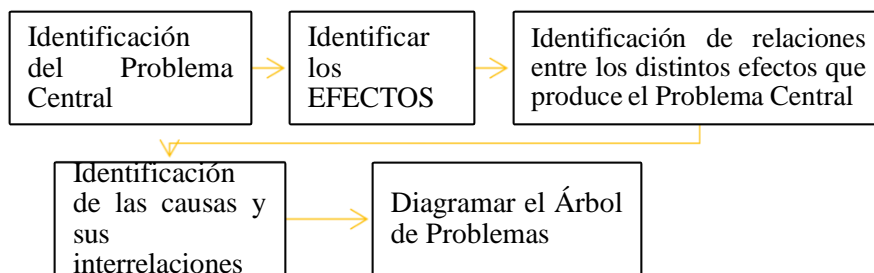 Identificación
del Problema
Central
Identificar
los
EFECTOS
Identificación de relaciones
entre los distintos efectos que
produce el Problema Central
Identificación
de las causas y
sus
interrelaciones
Diagramar el Árbol
de Problemas